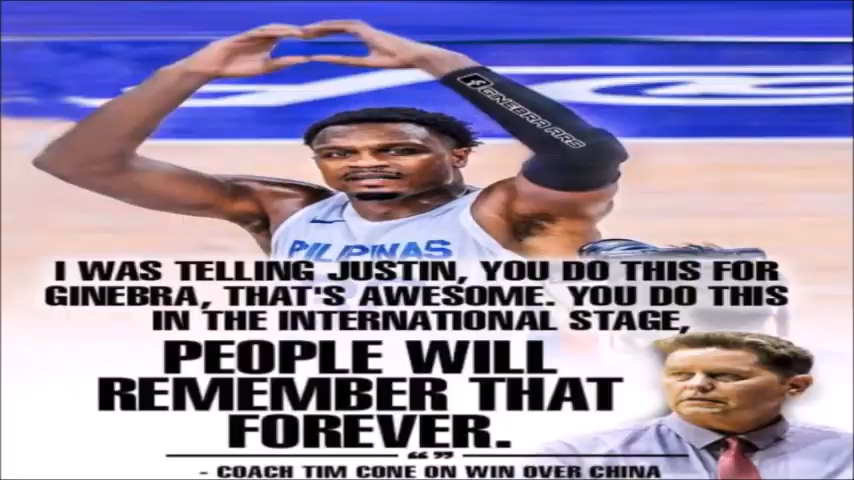 GINEBRA ARS
PILIPINAS
I WAS TELLING JUSTIN, YOU DO THIS FOR
GINEBRA, THAT'S AWESOME. YOU DO THIS
IN THE INTERNATIONAL STAGE,
PEOPLE WILL
REMEMBER THAT
FOREVER.
- COACH TIM CONE ON WIN OVER CHINA